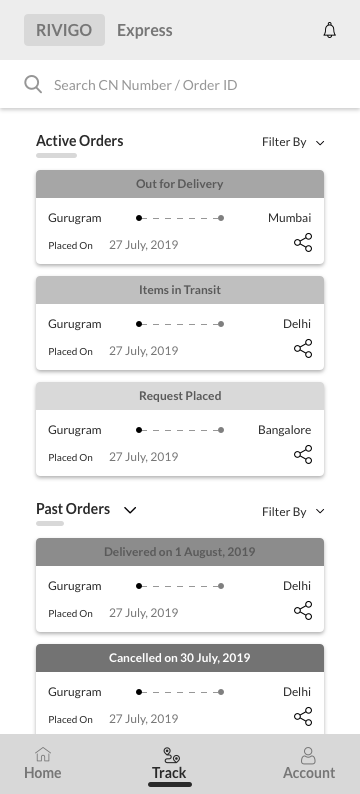 RIVIGO Express
Search CN Number / Order ID
Active Orders Filter By
Out for Delivery
Gurugram Mumbai
Placed On 27 July, 2019
Items in Transit
Gurugram Delhi
Placed On 27 July, 2019
Request Placed
Gurugram Bangalore
Placed On 27 July, 2019
Past Orders Filter By
Delivered on 1 August, 2019
Gurugram Delhi
Placed On 27 July, 2019
Cancelled on 30 July, 2019
Gurugram Delhi
Placed On 27 July, 2019
Home Track Account